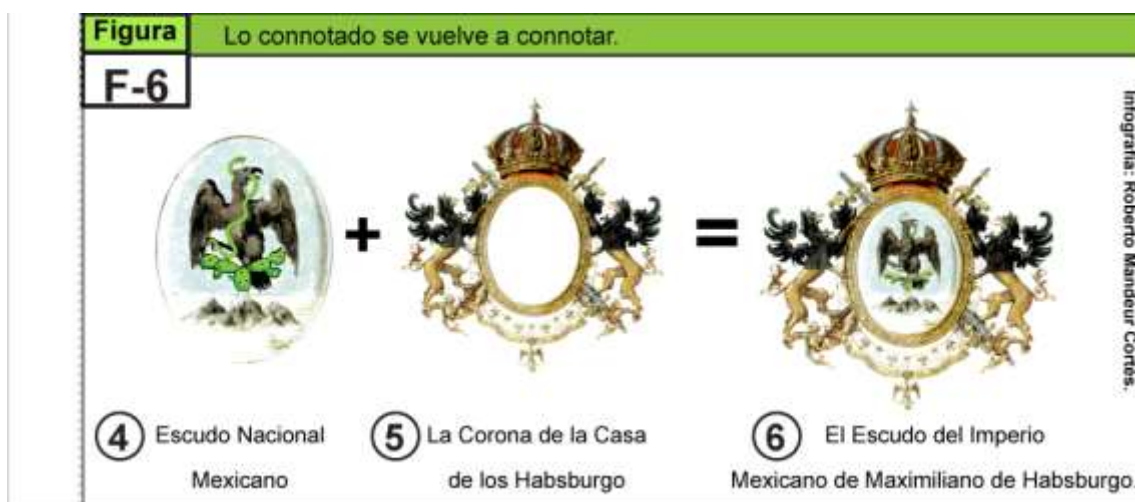 Figura
Lo connotado se vuelve a connotar.
F-6
+
=
4 Escudo Nacional
Mexicano
5 La Corona de la Casa
de los Habsburgo
6 El Escudo del Imperio
Mexicano de Maximiliano de Habsburgo.
Infografía: Roberto Mandeur Cortés.